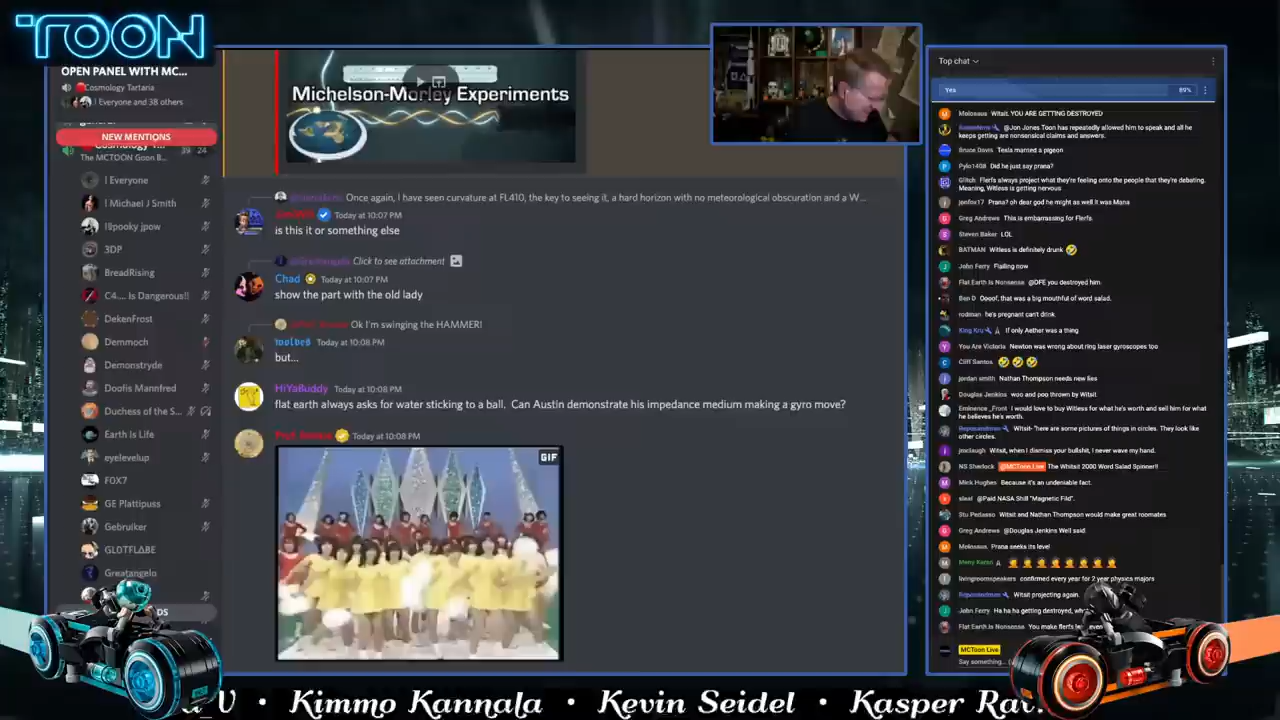 TOON
OPEN PANEL WITH MC...
Cosmology Tartaria
! Everyone and 38 others
NEW MENTIONS
39 24
The MCTOON Goon B...
! Everyone
! Michael J Smith
!!!spooky jpow
3DP
BreadRising
C4.... Is Dangerous!!
DekenFrost
Demmoch
Demonstryde
Doofis Mannfred
Duchess of the S...
Earth Is Life
eyelevelup
FOX7
GE Plattipuss
Gebruiker
GLDTFLABE
Greatangelo
Michelson-Morley Experiments
Once again, I have seen curvature at FL410, the key to seeing it, a hard horizon with no meteorological obscuration and a W...
Today at 10:07 PM
is this it or something else
Click to see attachment
Chad Today at 10:07 PM
show the part with the old lady
Ok I'm swinging the HAMMER!
wolves Today at 10:08 PM
but...
HiYaBuddy Today at 10:08 PM
flat earth always asks for water sticking to a ball. Can Austin demonstrate his impedance medium making a gyro move?
Today at 10:08 PM
GIF
Top chat
Yes 89%
Molosaus Witsit. YOU ARE GETTING DESTROYED
@Jon Jones Toon has repeatedly allowed him to speak and all he
keeps getting are nonsensical claims and answers.
Bruce Davis Tesla married a pigeon
Pylo1408 Did he just say prana?
Glitch Flerfs always project what they're feeling onto the people that they're debating.
Meaning, Witless is getting nervous
jenfox17 Prana? oh dear god he might as well it was Mana
Greg Andrews This is embarrassing for Flerfs
Steven Baker LOL
BATMAN Witless is definitely drunk 🤣
John Ferry Flailing now
Flat Earth Is Nonsense @DFE you destroyed him
Ben D Oooof, that was a big mouthful of word salad.
rodman he's pregnant can't drink.
King Kru If only Aether was a thing
You Are Victoria Newton was wrong about ring laser gyroscopes too
Cliff Santos 🤣 🤣 🤣
jordan smith Nathan Thompson needs new lies
Douglas Jenkins woo and poo thrown by Witsit
Eminence_Front I would love to buy Witless for what he's worth and sell him for what
he believes he's worth.
Witsit- "here are some pictures of things in circles. They look like
other circles.
jmclaugh Witsit, when I dismiss your bullshit, I never wave my hand.
NS Sherlock @MCToon Live The Whitsit 2000 Word Salad Spinner!!
Mick Hughes Because it's an undeniable fact.
sleal @Paid NASA Shill "Magnetic Fild".
Stu Perlasso Witsit and Nathan Thompson would make great roomates
Greg Andrews @Douglas Jenkins Well said
Molosaus Prana seeks its level
Meny Karen 🤦 🤦 🤦 🤦 🤦 🤦 🤦 🤦
livingroomspeakers confirmed every year for 2 year physics majors
Witsit projecting again.
John Ferry Ha ha ha getting destroyed,
Flat Earth Is Nonsense You make flerfs
MCToon Live
Say something...
Kimmo Kannala • Kevin Seidel •